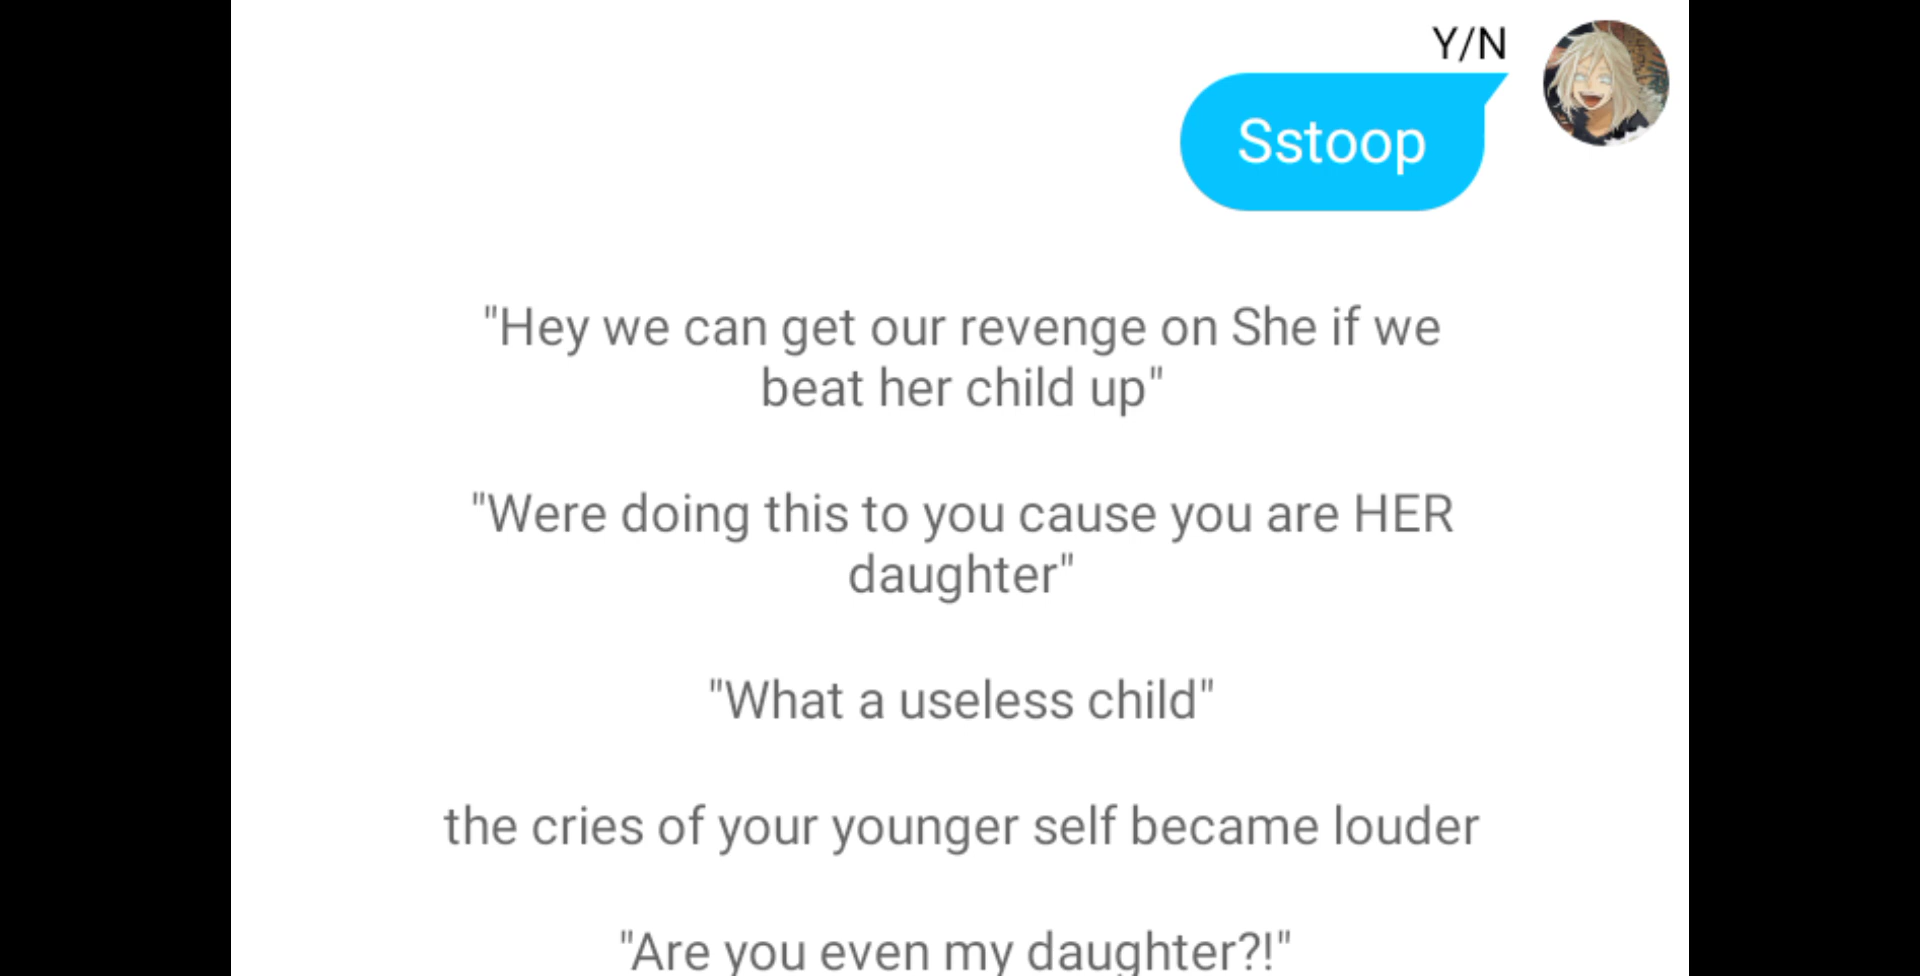 Y/N
Sstoop
"Hey we can get our revenge on She if we
beat her child up"
"Were doing this to you cause you are HER
daughter"
"What a useless child"
the cries of your younger self became louder
"Are you even my daughter?!"